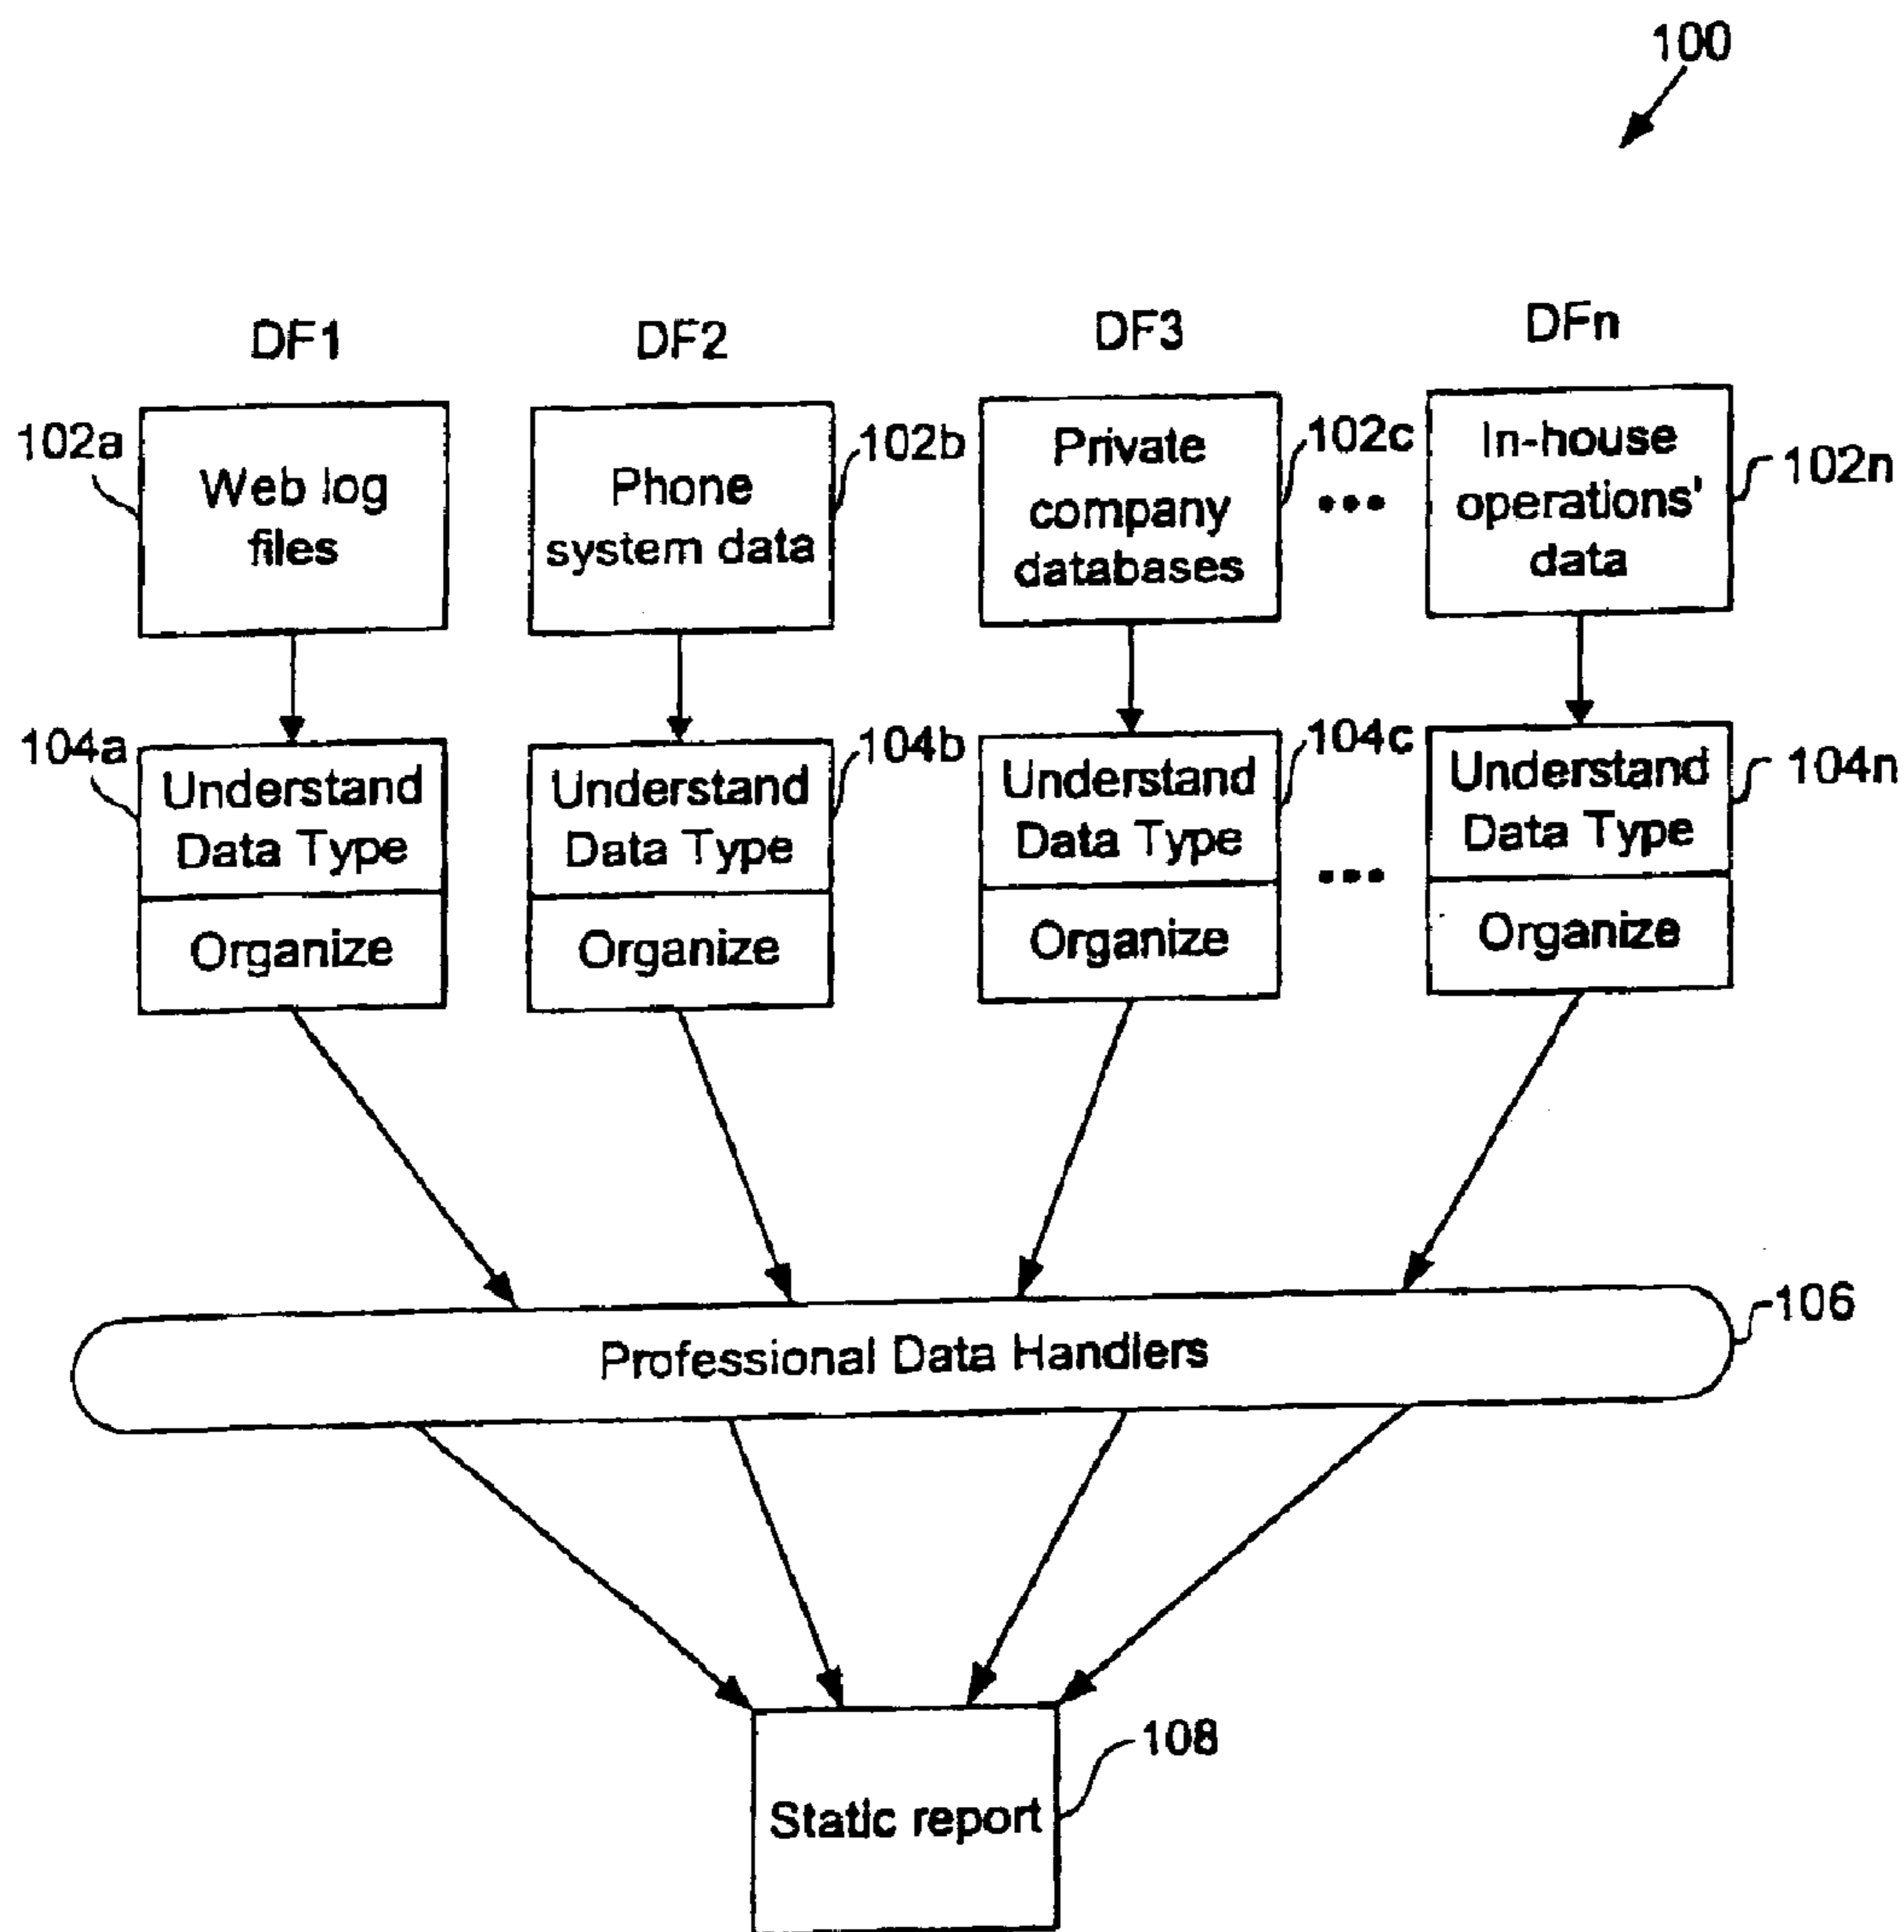 100
DF1
DF2
DF3
DFn
102a
Web log
files
Phone
system data
102b
Private
company
databases
102c
•••
In-house
operations'
data
102n
104a
Understand
Data Type
Organize
Understand
Data Type
Organize
104b
Understand
Data Type
Organize
104c
•••
Understand
Data Type
Organize
104n
Professional Data Handlers
106
Static report
108